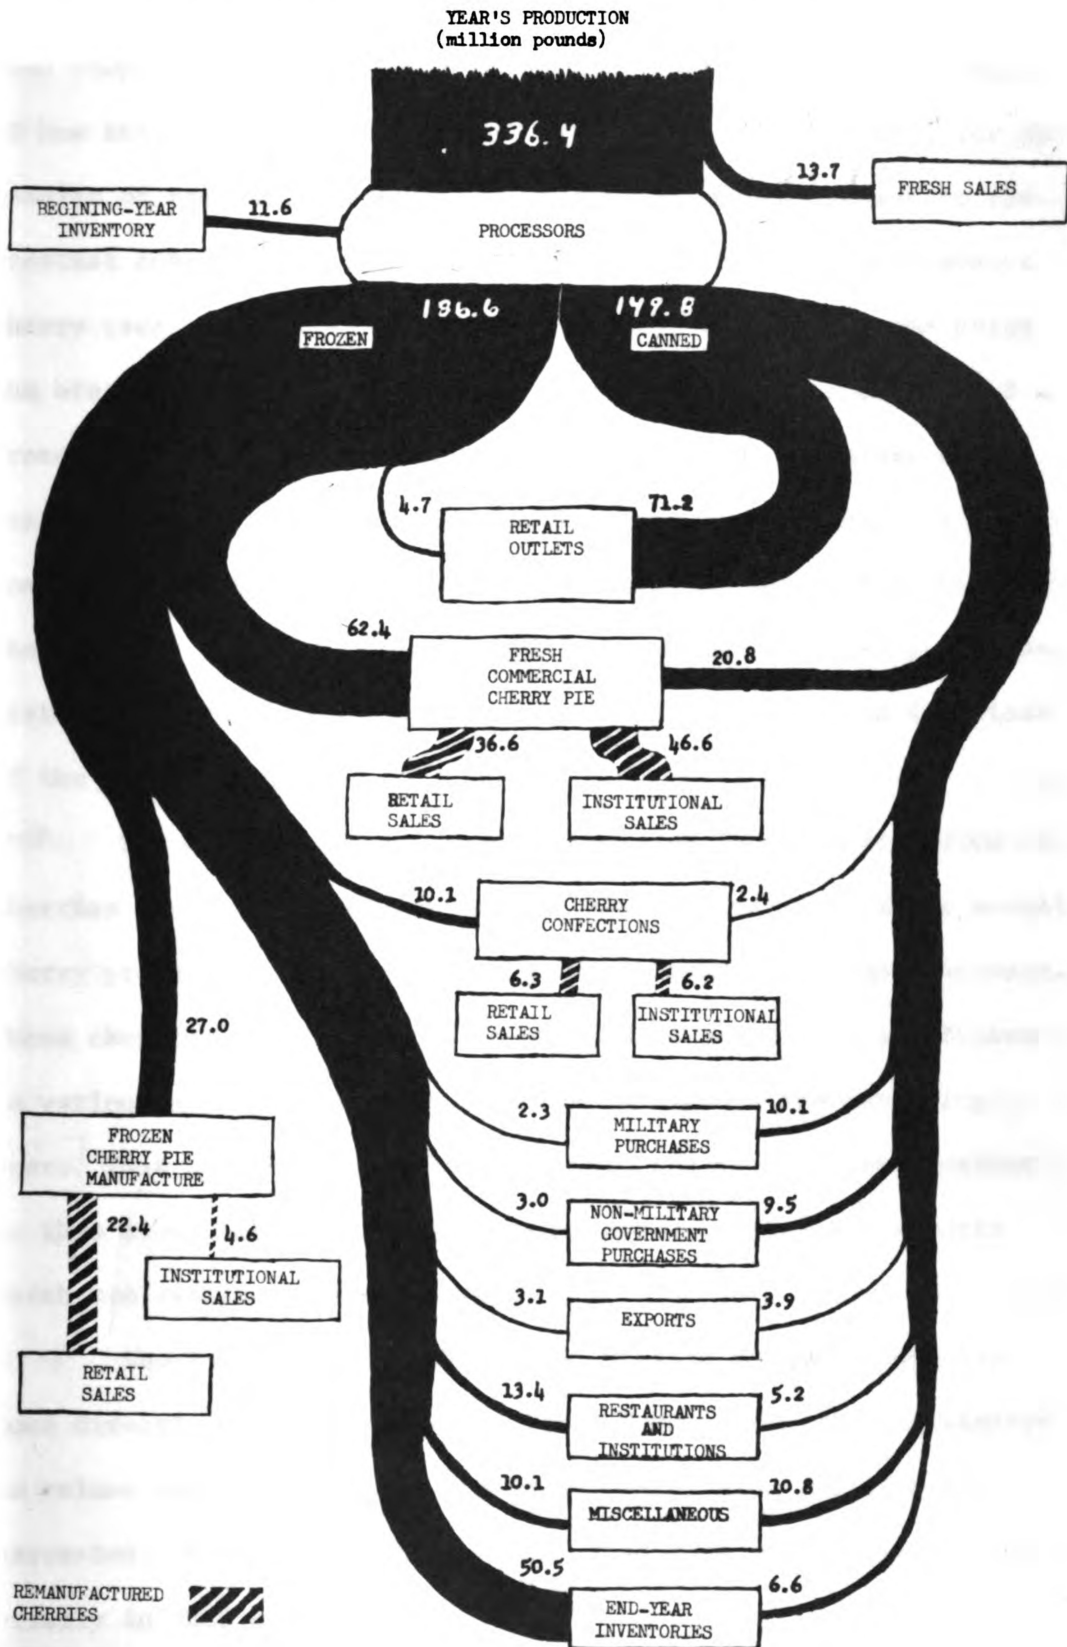 YEAR'S PRODUCTION
(million pounds)
336.4
13.7
FRESH SALES
11.6
BEGINING-YEAR
INVENTORY
PROCESSORS
186.6
149.8
FROZEN
CANNED
4.7
71.2
RETAIL
OUTLETS
62.4
20.8
FRESH
COMMERCIAL
CHERRY PIE
36.6
46.6
RETAIL
SALES
INSTITUTIONAL
SALES
10.1
2.4
CHERRY
CONFECTIONS
6.3
6.2
RETAIL
SALES
INSTITUTIONAL
SALES
27.0
FROZEN
CHERRY PIE
MANUFACTURE
22.4
4.6
INSTITUTIONAL
SALES
RETAIL
SALES
2.3
10.1
MILITARY
PURCHASES
3.0
9.5
NON-MILITARY
GOVERNMENT
PURCHASES
3.1
3.9
EXPORTS
13.4
5.2
RESTAURANTS
AND
INSTITUTIONS
10.1
10.8
MISCELLANEOUS
50.5
6.6
END-YEAR
INVENTORIES
REMANUFACTURED
CHERRIES